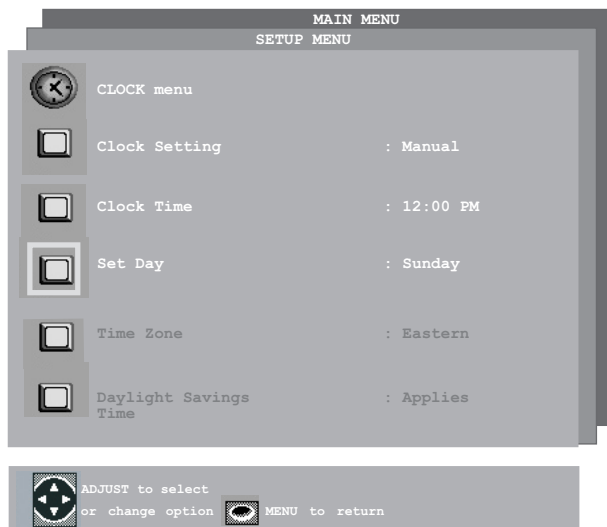 MAIN MENU
SETUP MENU
CLOCK menu
Clock Setting : Manual
Clock Time : 12:00 PM
Set Day : Sunday
Time Zone : Eastern
Daylight Savings : Applies
Time
ADJUST to select
or change option MENU to return